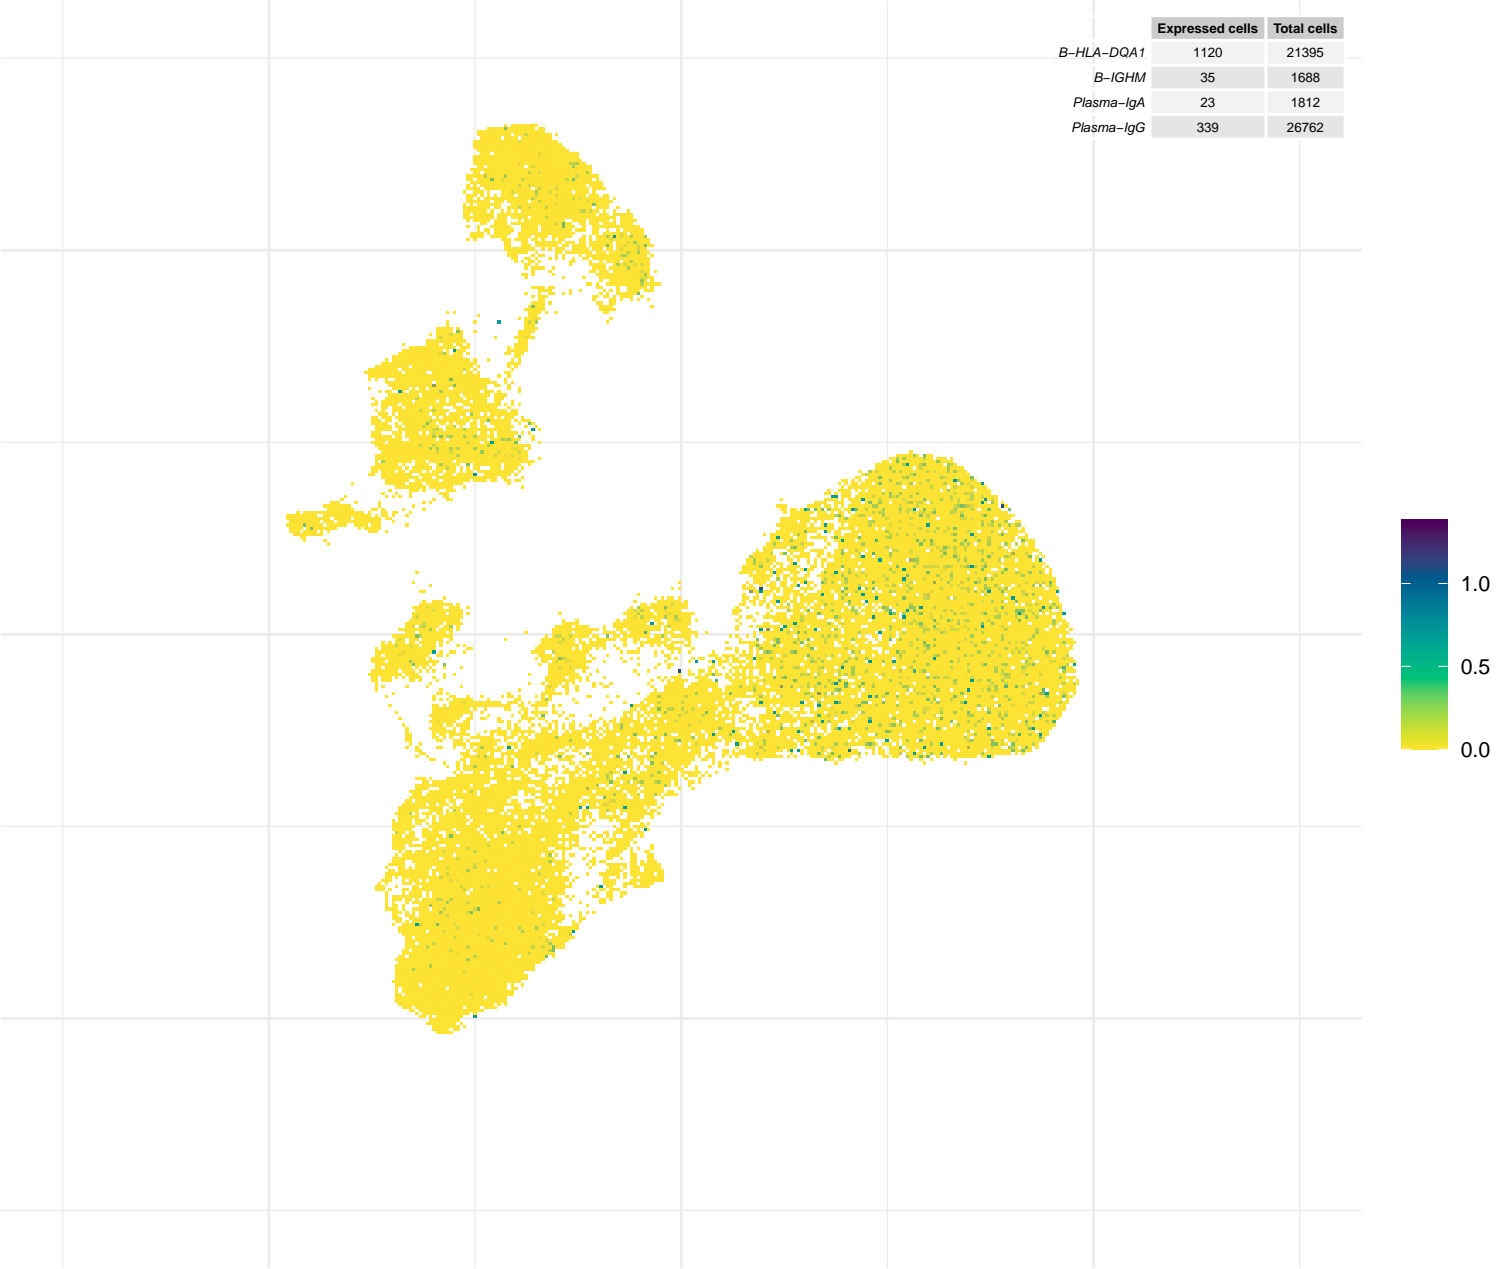 Expressed cells Total cells
B−HLA−DQA1 1120 21395
B−IGHM 35 1688
Plasma−IgA 23 1812
Plasma−IgG 339 26762
1.0
0.5
0.0